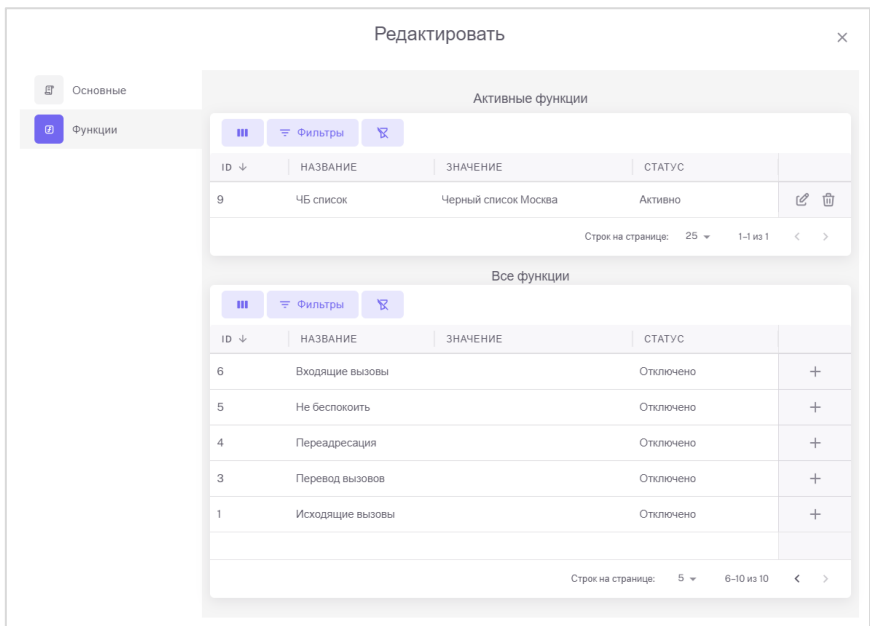 Редактировать
Основные
Функции
Активные функции
Фильтры
ID НАЗВАНИЕ ЗНАЧЕНИЕ СТАТУС
9 ЧБ список Черный список Москва Активно
Строк на странице: 25 1–1 из 1
Все функции
Фильтры
ID НАЗВАНИЕ ЗНАЧЕНИЕ СТАТУС
6 Входящие вызовы Отключено
5 Не беспокоить Отключено
4 Переадресация Отключено
3 Перевод вызовов Отключено
1 Исходящие вызовы Отключено
Строк на странице: 5 6–10 из 10